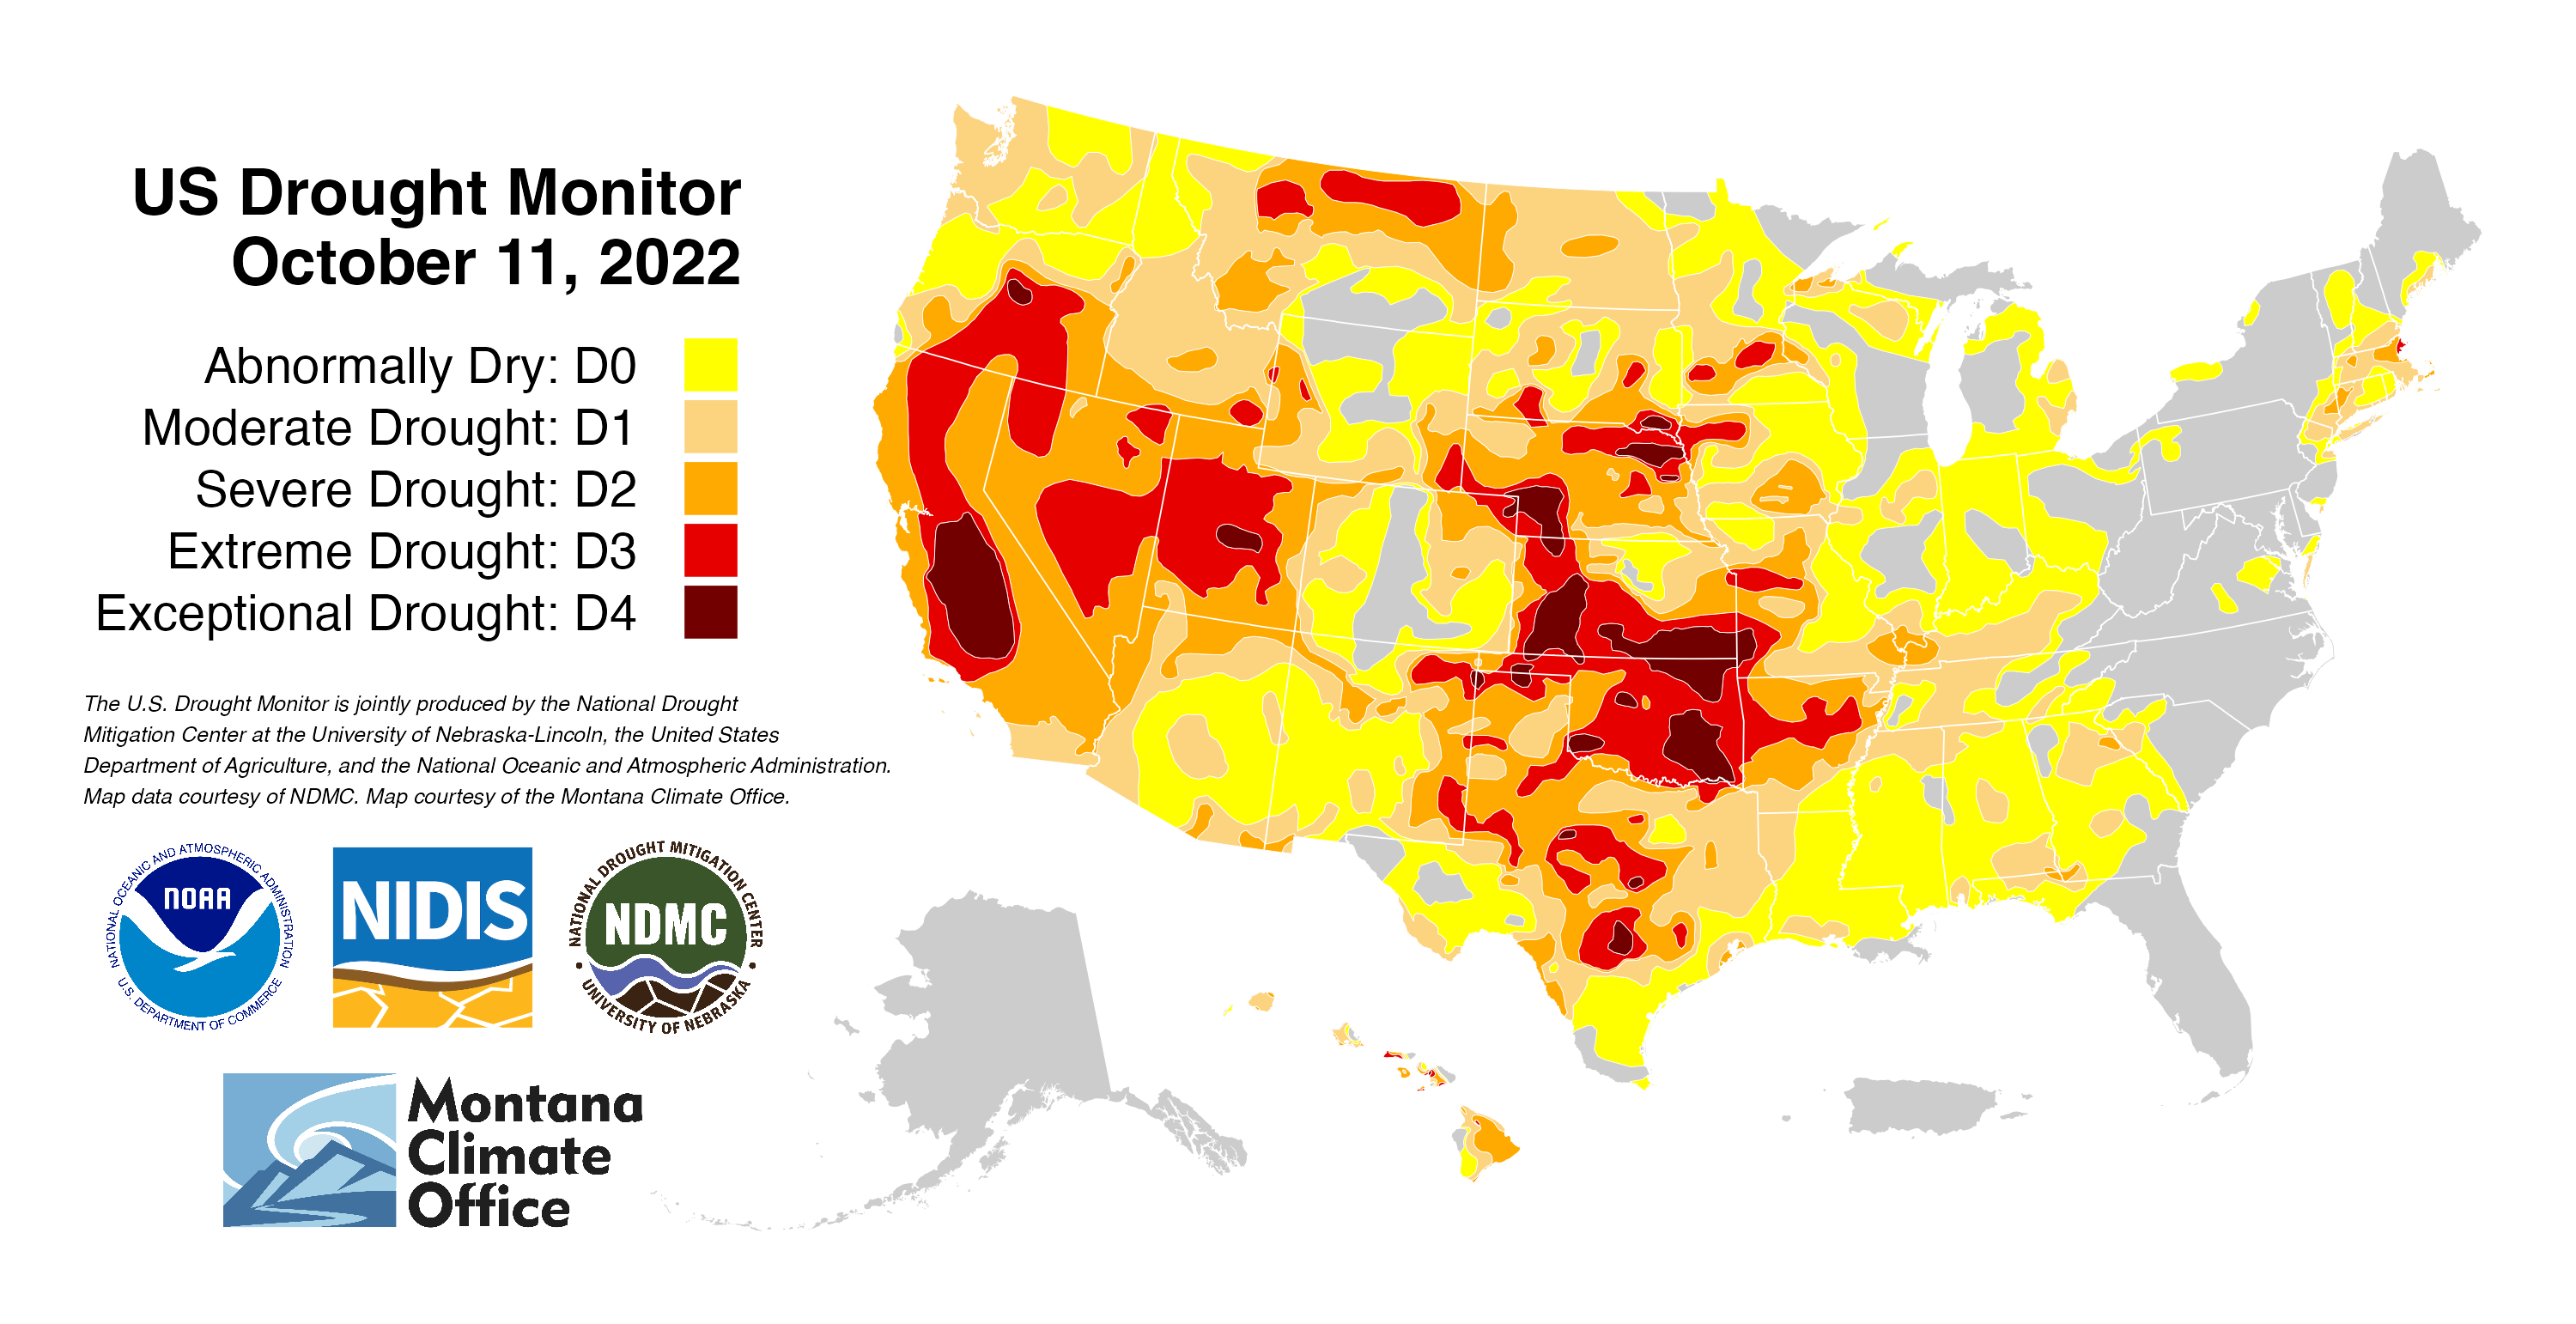 US Drought Monitor
October 11, 2022
Abnormally Dry: D0
Moderate Drought: D1
Severe Drought: D2
Extreme Drought: D3
Exceptional Drought: D4
The U.S. Drought Monitor is jointly produced by the National Drought
Mitigation Center at the University of Nebraska-Lincoln, the United States
Department of Agriculture, and the National Oceanic and Atmospheric Administration.
Map data courtesy of NDMC. Map courtesy of the Montana Climate Office.
NATIONAL OCEANIC AND ATMOSPHERIC ADMINISTRATION
NOAA
U.S. DEPARTMENT OF COMMERCE
NIDIS
NATIONAL DROUGHT MITIGATION CENTER
NDMC
UNIVERSITY OF NEBRASKA
Montana
Climate
Office